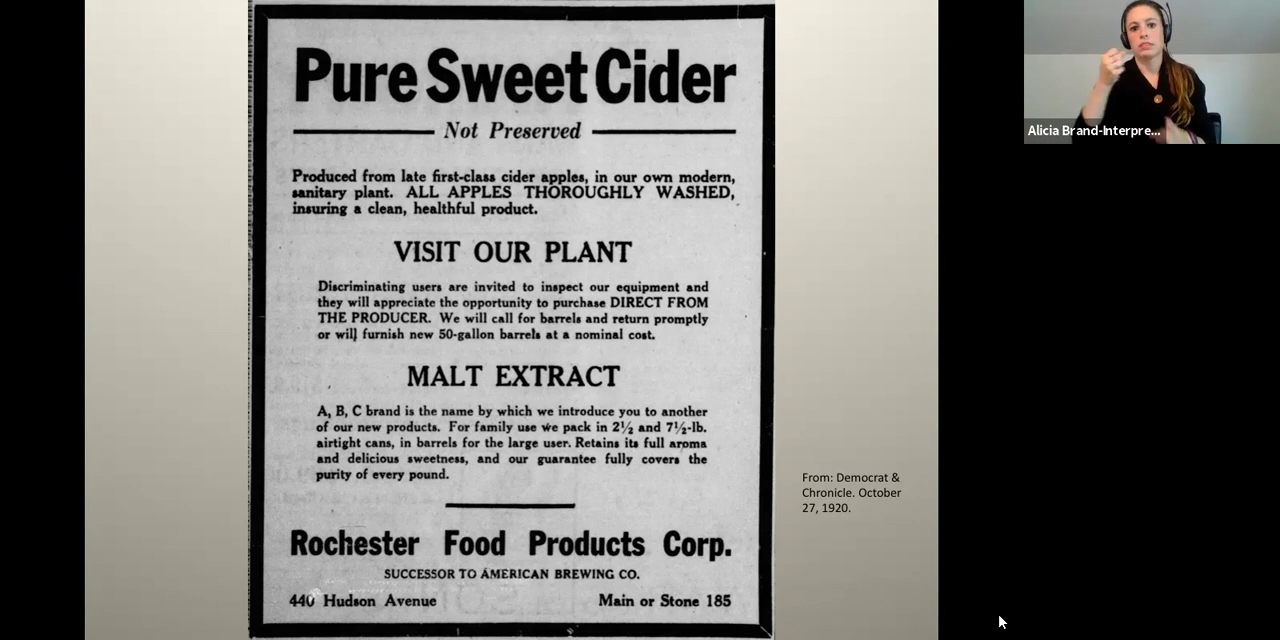 Pure Sweet Cider
Not Preserved
Produced from late first-class cider apples, in our own modern,
sanitary plant. ALL APPLES THOROUGHLY WASHED,
insuring a clean, healthful product.
VISIT OUR PLANT
Discriminating users are invited to inspect our equipment and
they will appreciate the opportunity to purchase DIRECT FROM
THE PRODUCER. We will call for barrels and return promptly
or will furnish new 50-gallon barrels at a nominal cost.
MALT EXTRACT
A, B, C brand is the name by which we introduce you to another
of our new products. For family use we pack in 2½ and 7½-lb.
airtight cans, in barrels for the large user. Retains its full aroma
and delicious sweetness, and our guarantee fully covers the
purity of every pound.
Rochester Food Products Corp.
SUCCESSOR TO AMERICAN BREWING CO.
440 Hudson Avenue Main or Stone 185
From: Democrat &
Chronicle. October
27, 1920.
Alicia Brand-Interpre...